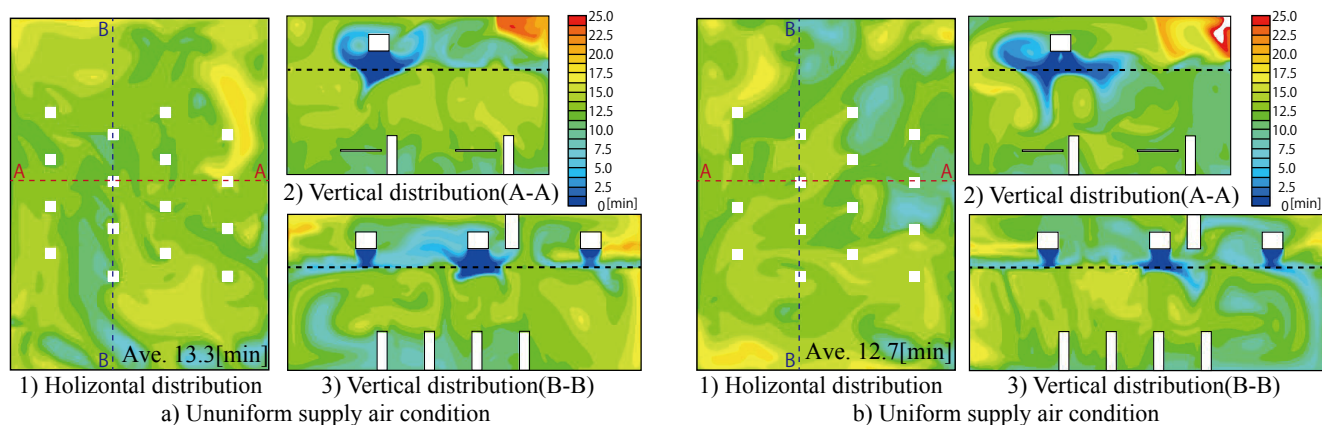 B
A
A
B
Ave. 13.3[min]
1) Holizontal distribution
2) Vertical distribution(A-A)
3) Vertical distribution(B-B)
25.0
22.5
20.0
17.5
15.0
12.5
10.0
7.5
5.0
2.5
0[min]
a) Ununiform supply air condition
B
A
A
B
Ave. 12.7[min]
1) Holizontal distribution
2) Vertical distribution(A-A)
3) Vertical distribution(B-B)
25.0
22.5
20.0
17.5
15.0
12.5
10.0
7.5
5.0
2.5
0[min]
b) Uniform supply air condition